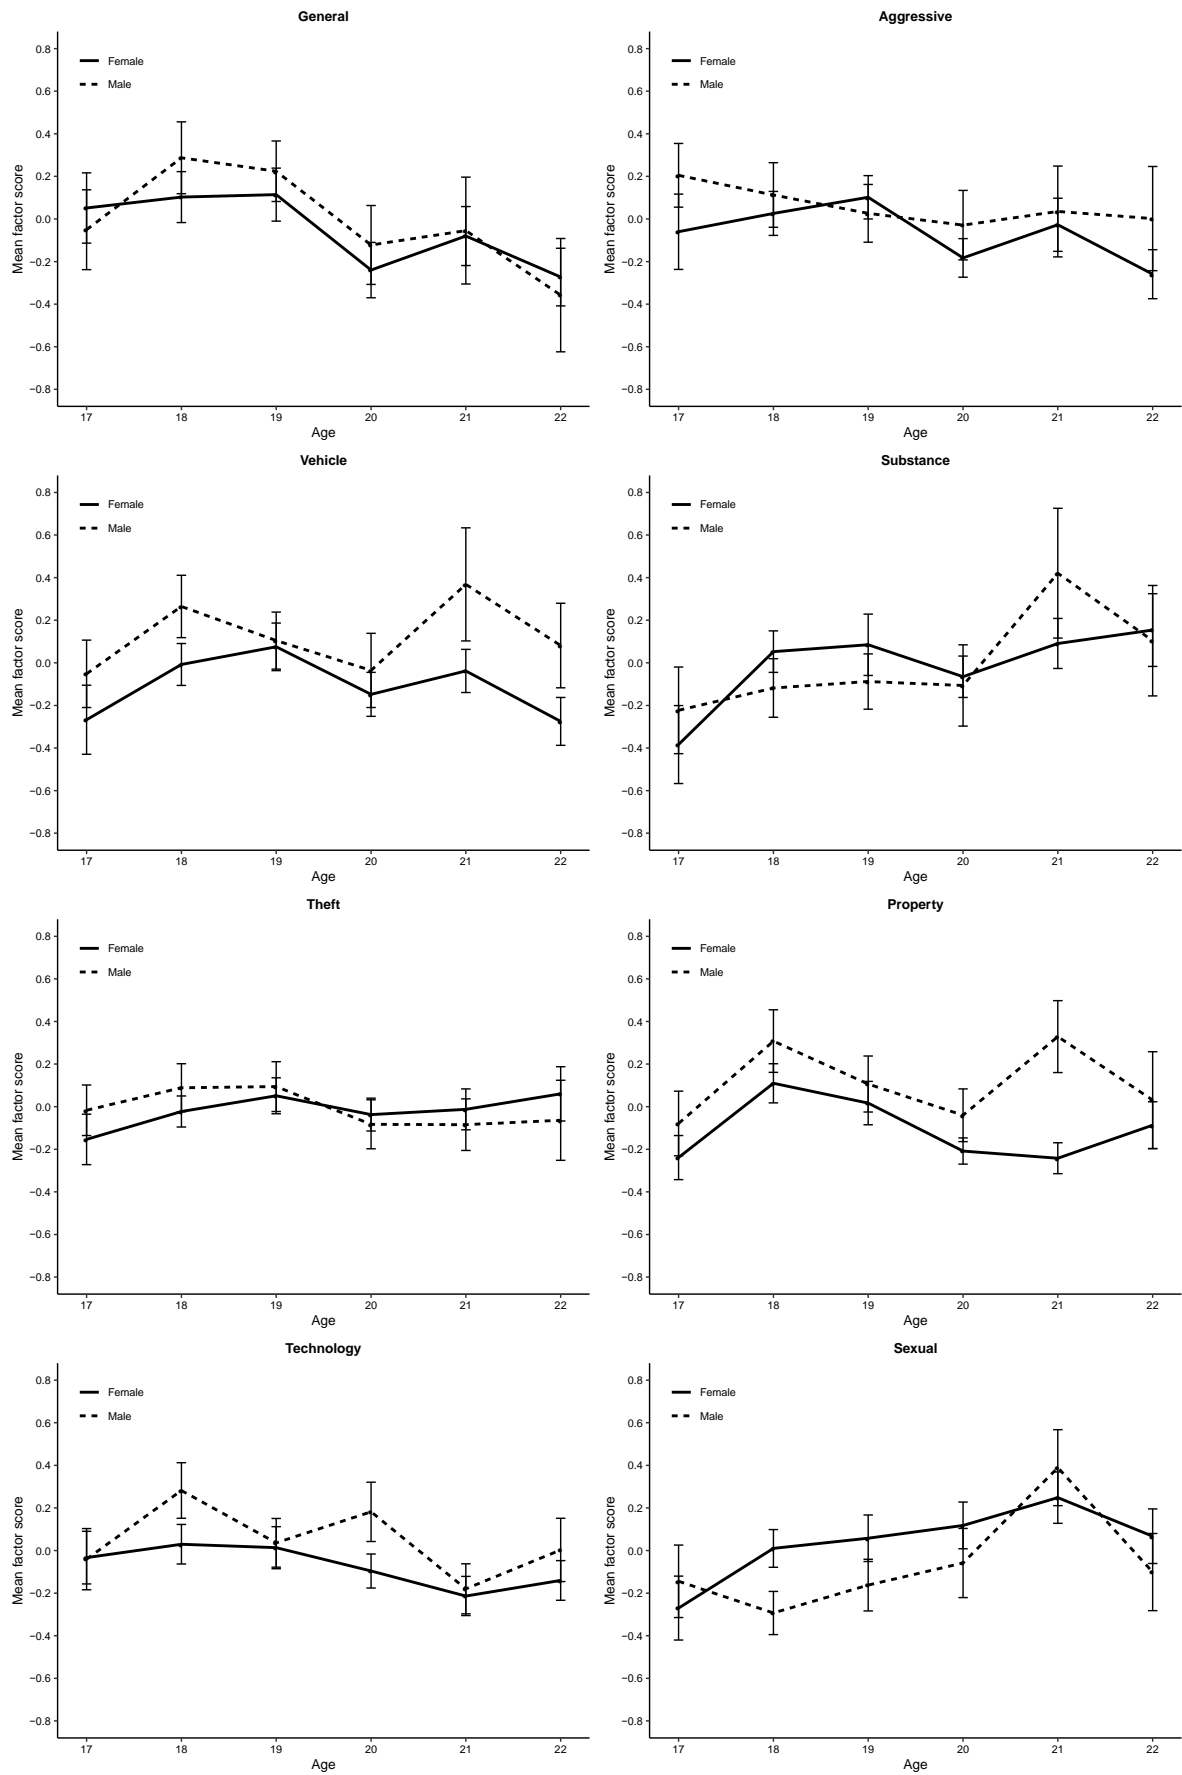 General
Mean factor score
0.8
0.6
0.4
0.2
0.0
−0.2
−0.4
−0.6
−0.8
Female
Male
17 18 19 20 21 22
Age
Aggressive
Mean factor score
0.8
0.6
0.4
0.2
0.0
−0.2
−0.4
−0.6
−0.8
Female
Male
17 18 19 20 21 22
Age
Vehicle
Mean factor score
0.8
0.6
0.4
0.2
0.0
−0.2
−0.4
−0.6
−0.8
Female
Male
17 18 19 20 21 22
Age
Substance
Mean factor score
0.8
0.6
0.4
0.2
0.0
−0.2
−0.4
−0.6
−0.8
Female
Male
17 18 19 20 21 22
Age
Theft
Mean factor score
0.8
0.6
0.4
0.2
0.0
−0.2
−0.4
−0.6
−0.8
Female
Male
17 18 19 20 21 22
Age
Property
Mean factor score
0.8
0.6
0.4
0.2
0.0
−0.2
−0.4
−0.6
−0.8
Female
Male
17 18 19 20 21 22
Age
Technology
Mean factor score
0.8
0.6
0.4
0.2
0.0
−0.2
−0.4
−0.6
−0.8
Female
Male
17 18 19 20 21 22
Age
Sexual
Mean factor score
0.8
0.6
0.4
0.2
0.0
−0.2
−0.4
−0.6
−0.8
Female
Male
17 18 19 20 21 22
Age